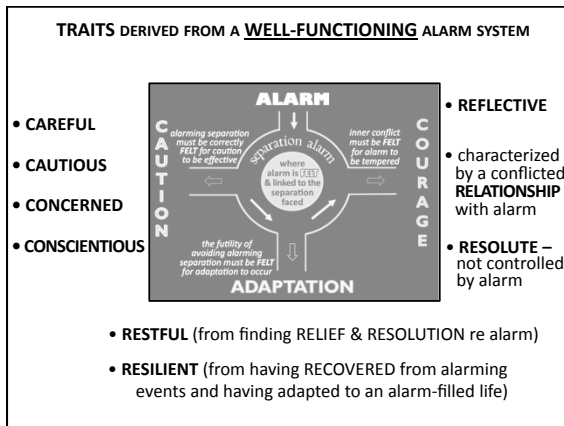 TRAITS DERIVED FROM A WELL-FUNCTIONING ALARM SYSTEM
• CAREFUL
• CAUTIOUS
• CONCERNED
• CONSCIENTIOUS
CAUTION
ALARM
alarming separation
must be correctly
FELT for caution
to be effective
inner conflict
must be FELT
for alarm to
be tempered
separation alarm
where
alarm is FELT
& linked to the
separation
faced
the futility of
avoiding alarming
separation must be FELT
for adaptation to occur
ADAPTATION
COURAGE
• REFLECTIVE
• characterized
by a conflicted
RELATIONSHIP
with alarm
• RESOLUTE –
not controlled
by alarm
• RESTFUL (from finding RELIEF & RESOLUTION re alarm)
• RESILIENT (from having RECOVERED from alarming
events and having adapted to an alarm-filled life)